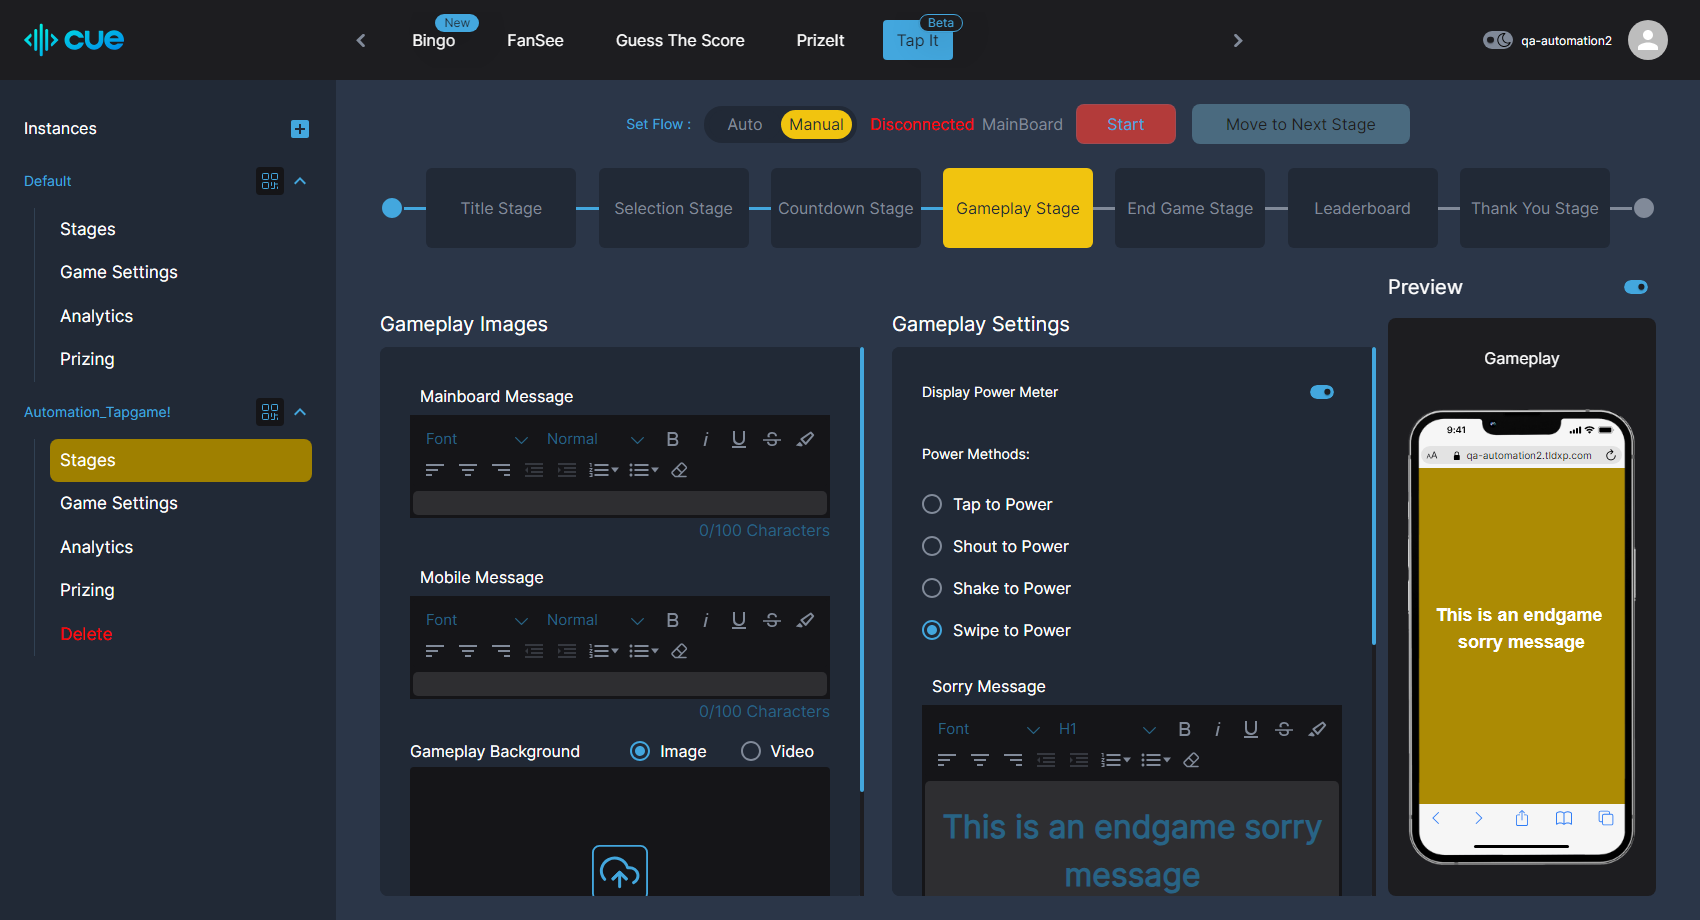 cue
New
Bingo
FanSee
Guess The Score
PrizeIt
Beta
Tap It
qa-automation2
Instances
Default
Stages
Game Settings
Analytics
Prizing
Automation_Tapgame!
Stages
Game Settings
Analytics
Prizing
Delete
Set Flow :
Auto
Manual
Disconnected
MainBoard
Start
Move to Next Stage
Title Stage
Selection Stage
Countdown Stage
Gameplay Stage
End Game Stage
Leaderboard
Thank You Stage
Gameplay Images
Mainboard Message
Font
Normal
B i U S
0/100 Characters
Mobile Message
Font
Normal
B i U S
0/100 Characters
Gameplay Background
Image
Video
Gameplay Settings
Display Power Meter
Power Methods:
Tap to Power
Shout to Power
Shake to Power
Swipe to Power
Sorry Message
Font
H1
B i U S
This is an endgame sorry
message
Preview
Gameplay
9:41
AA
qa-automation2.tldxp.com
This is an endgame
sorry message